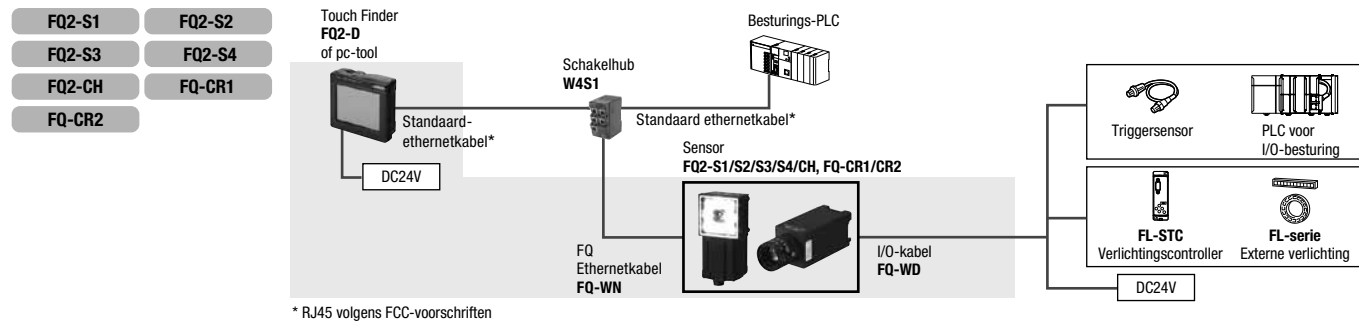 FQ2-S1
FQ2-S2
FQ2-S3
FQ2-S4
FQ2-CH
FQ-CR1
FQ-CR2
Touch Finder
FQ2-D
of pc-tool
Standaard-
ethernetkabel*
DC24V
Schakelhub
W4S1
Besturings-PLC
Standaard ethernetkabel*
Sensor
FQ2-S1/S2/S3/S4/CH, FQ-CR1/CR2
FQ
Ethernetkabel
FQ-WN
I/O-kabel
FQ-WD
Triggersensor
PLC voor
I/O-besturing
FL-STC
Verlichtingscontroller
FL-serie
Externe verlichting
DC24V
* RJ45 volgens FCC-voorschriften